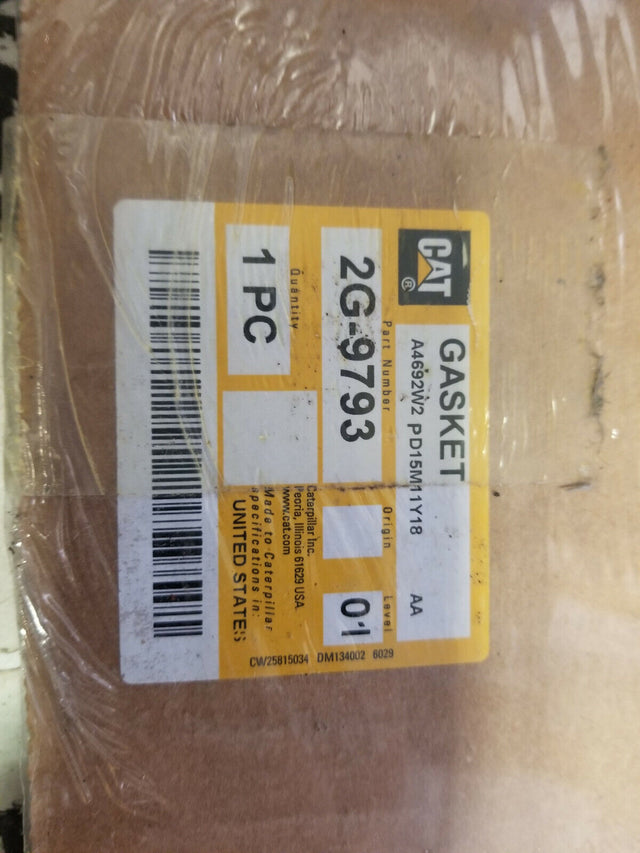 CAT®
GASKET
A4692W2 PD15M11Y18 AA
Part Number
Origin
Level
2G-9793
01
Quantity
1 PC
Caterpillar Inc.
Peoria, Illinois 61629 USA
www.cat.com
Made to Caterpillar
specifications in:
UNITED STATES
CW25815034 DM134002 6029